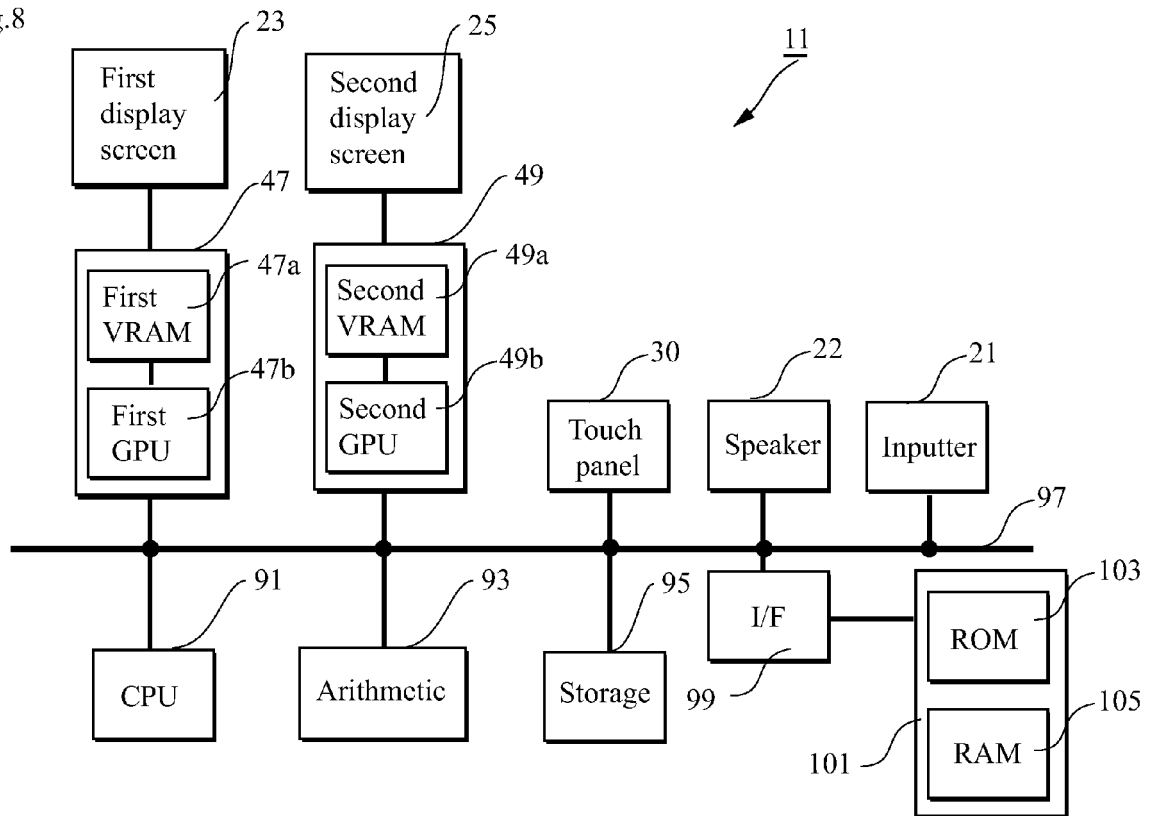 g.8
23
25
11
First
display
screen
Second
display
screen
47
49
47a
49a
First
VRAM
Second
VRAM
47b
49b
First
GPU
Second
GPU
30
22
21
Touch
panel
Speaker
Inputter
97
91
93
95
103
CPU
Arithmetic
Storage
I/F
ROM
99
105
101
RAM